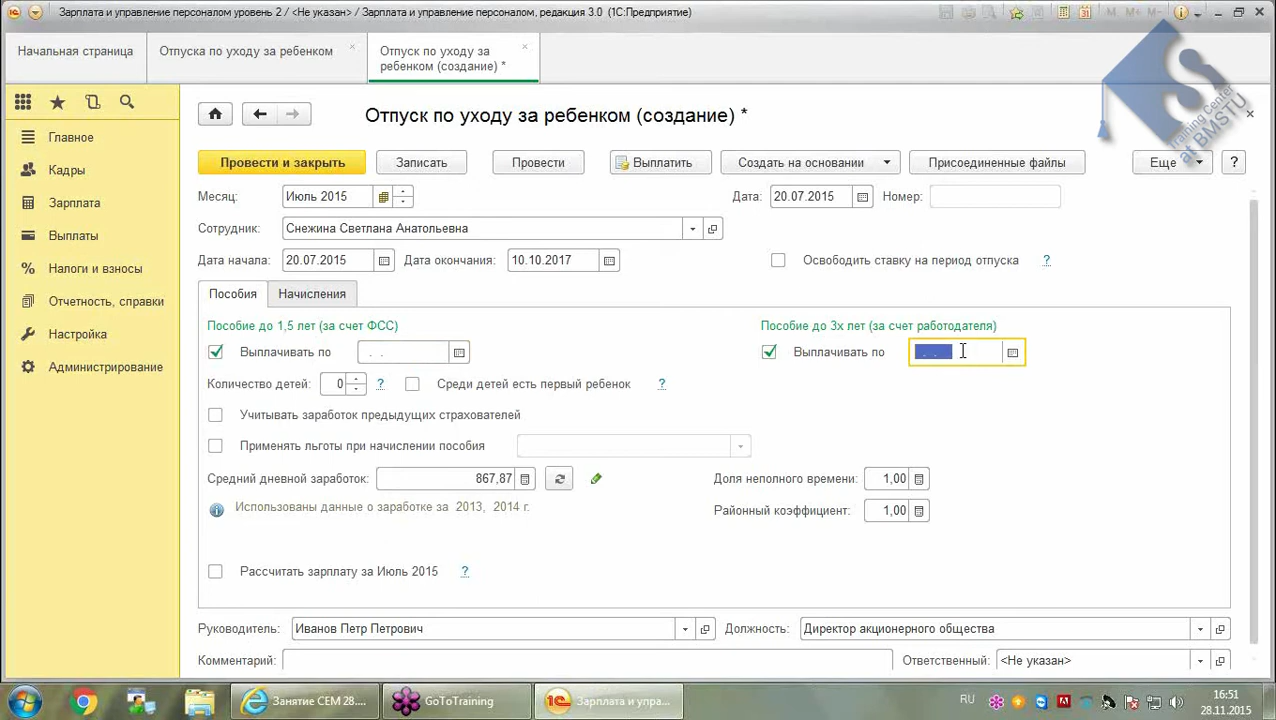 Зарплата и управление персоналом уровень 2 / <Не указан> / Зарплата и управление персоналом, редакция 3.0 (1С:Предприятие)
M M+ M-
Начальная страница
Отпуска по уходу за ребенком
Отпуск по уходу за
ребенком (создание) *
Training Center
at BMSTU
Отпуск по уходу за ребенком (создание) *
Главное
Кадры
Зарплата
Выплаты
Налоги и взносы
Отчетность, справки
Настройка
Провести и закрыть Записать Провести Выплатить Создать на основании Присоединенные файлы Еще ?
Месяц: Июль 2015 Дата: 20.07.2015 Номер:
Сотрудник: Снежина Светлана Анатольевна
Дата начала: 20.07.2015 Дата окончания: 10.10.2017 Освободить ставку на период отпуска ?
Пособия Начисления
Пособие до 1,5 лет (за счет ФСС) Пособие до 3х лет (за счет работодателя)
Выплачивать по . . Выплачивать по . .
Количество детей: 0 ? Среди детей есть первый ребенок ?
Учитывать заработок предыдущих страхователей
Применять льготы при начислении пособия
Средний дневной заработок: 867,87 Доля неполного времени: 1,00
Использованы данные о заработке за 2013, 2014 г. Районный коэффициент: 1,00
Рассчитать зарплату за Июль 2015 ?
Руководитель: Иванов Петр Петрович Должность: Директор акционерного общества
Комментарий: Ответственный: <Не указан>
Занятие СЕМ 28.... GoToTraining Зарплата и упра... RU 16:51
28.11.2015